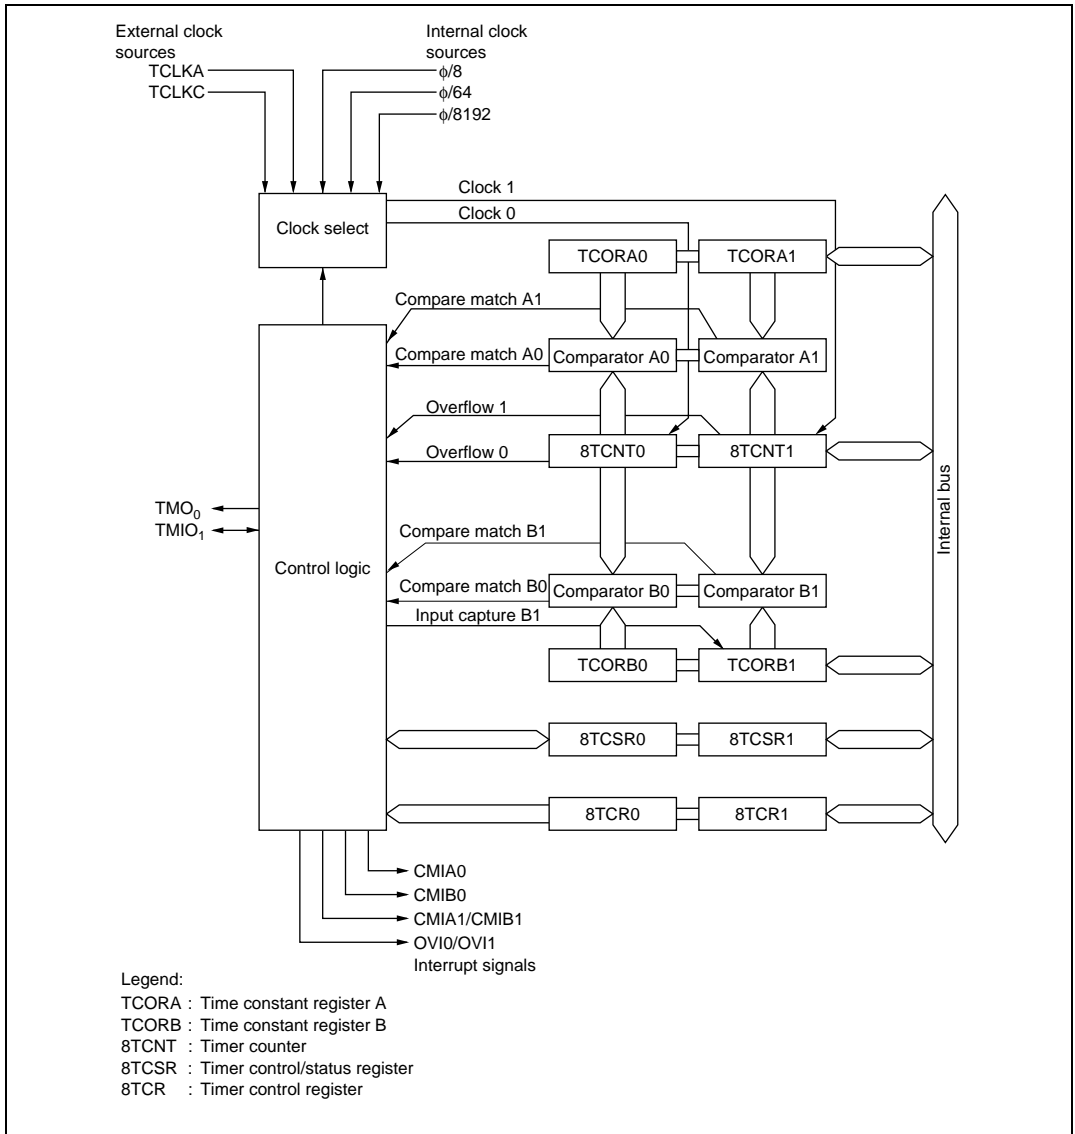 External clock
sources
Internal clock
sources
TCLKA
ϕ/8
TCLKC
ϕ/64
ϕ/8192
Clock 1
Clock 0
Clock select
TCORA0
TCORA1
Compare match A1
Compare match A0
Comparator A0
Comparator A1
Overflow 1
Overflow 0
8TCNT0
8TCNT1
TMO0
TMIO1
Internal bus
Compare match B1
Control logic
Compare match B0
Comparator B0
Comparator B1
Input capture B1
TCORB0
TCORB1
8TCSR0
8TCSR1
8TCR0
8TCR1
CMIA0
CMIB0
CMIA1/CMIB1
OVI0/OVI1
Interrupt signals
Legend:
TCORA : Time constant register A
TCORB : Time constant register B
8TCNT : Timer counter
8TCSR : Timer control/status register
8TCR : Timer control register